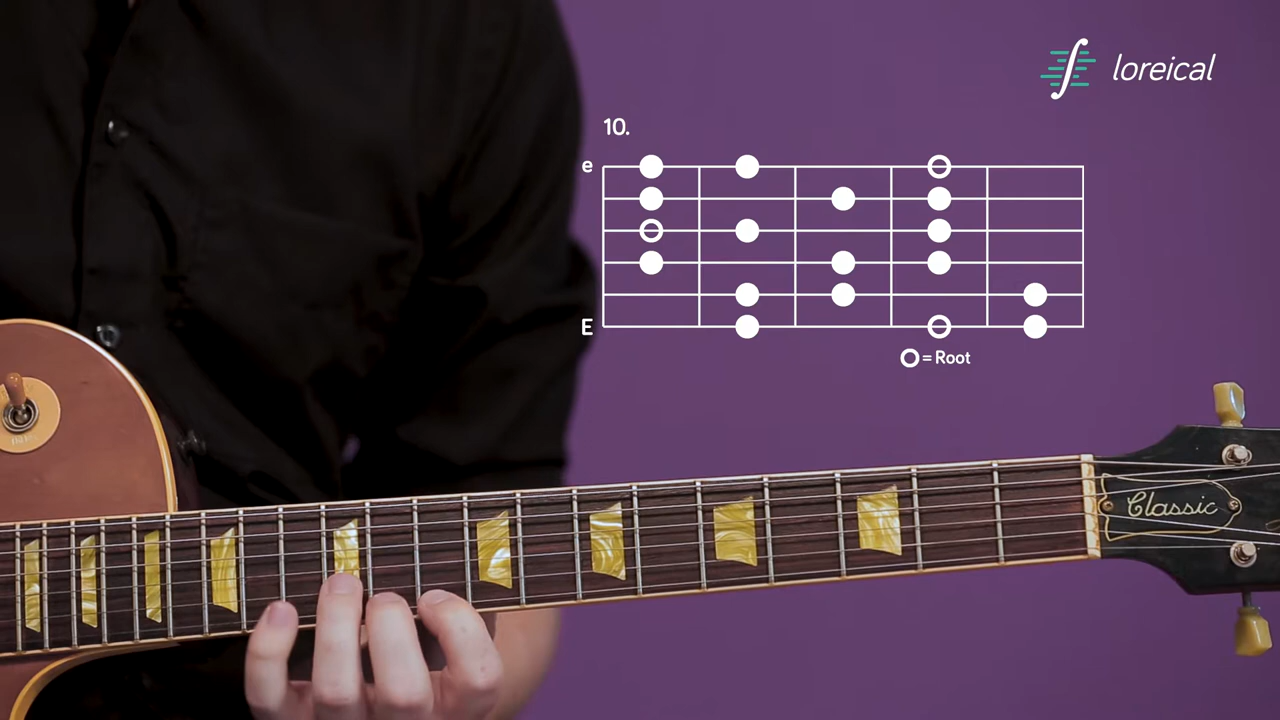 loreical
10.
e
E
= Root
Classic